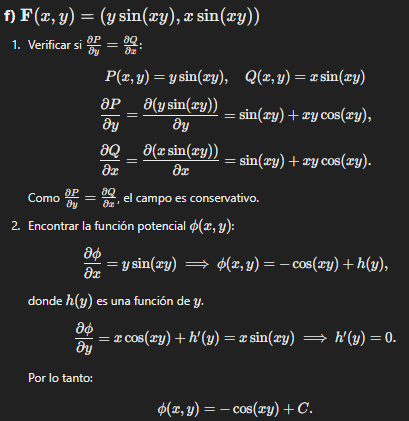 f) F(x, y) = (y sin(xy), x sin(xy))
1. Verificar si ∂P/∂y = ∂Q/∂x:
P(x, y) = y sin(xy), Q(x, y) = x sin(xy)
∂P/∂y = ∂(y sin(xy))/∂y = sin(xy) + xy cos(xy),
∂Q/∂x = ∂(x sin(xy))/∂x = sin(xy) + xy cos(xy).
Como ∂P/∂y = ∂Q/∂x, el campo es conservativo.
2. Encontrar la función potencial ϕ(x, y):
∂ϕ/∂x = y sin(xy) ⟹ ϕ(x, y) = − cos(xy) + h(y),
donde h(y) es una función de y.
∂ϕ/∂y = x cos(xy) + h′(y) = x sin(xy) ⟹ h′(y) = 0.
Por lo tanto:
ϕ(x, y) = − cos(xy) + C.